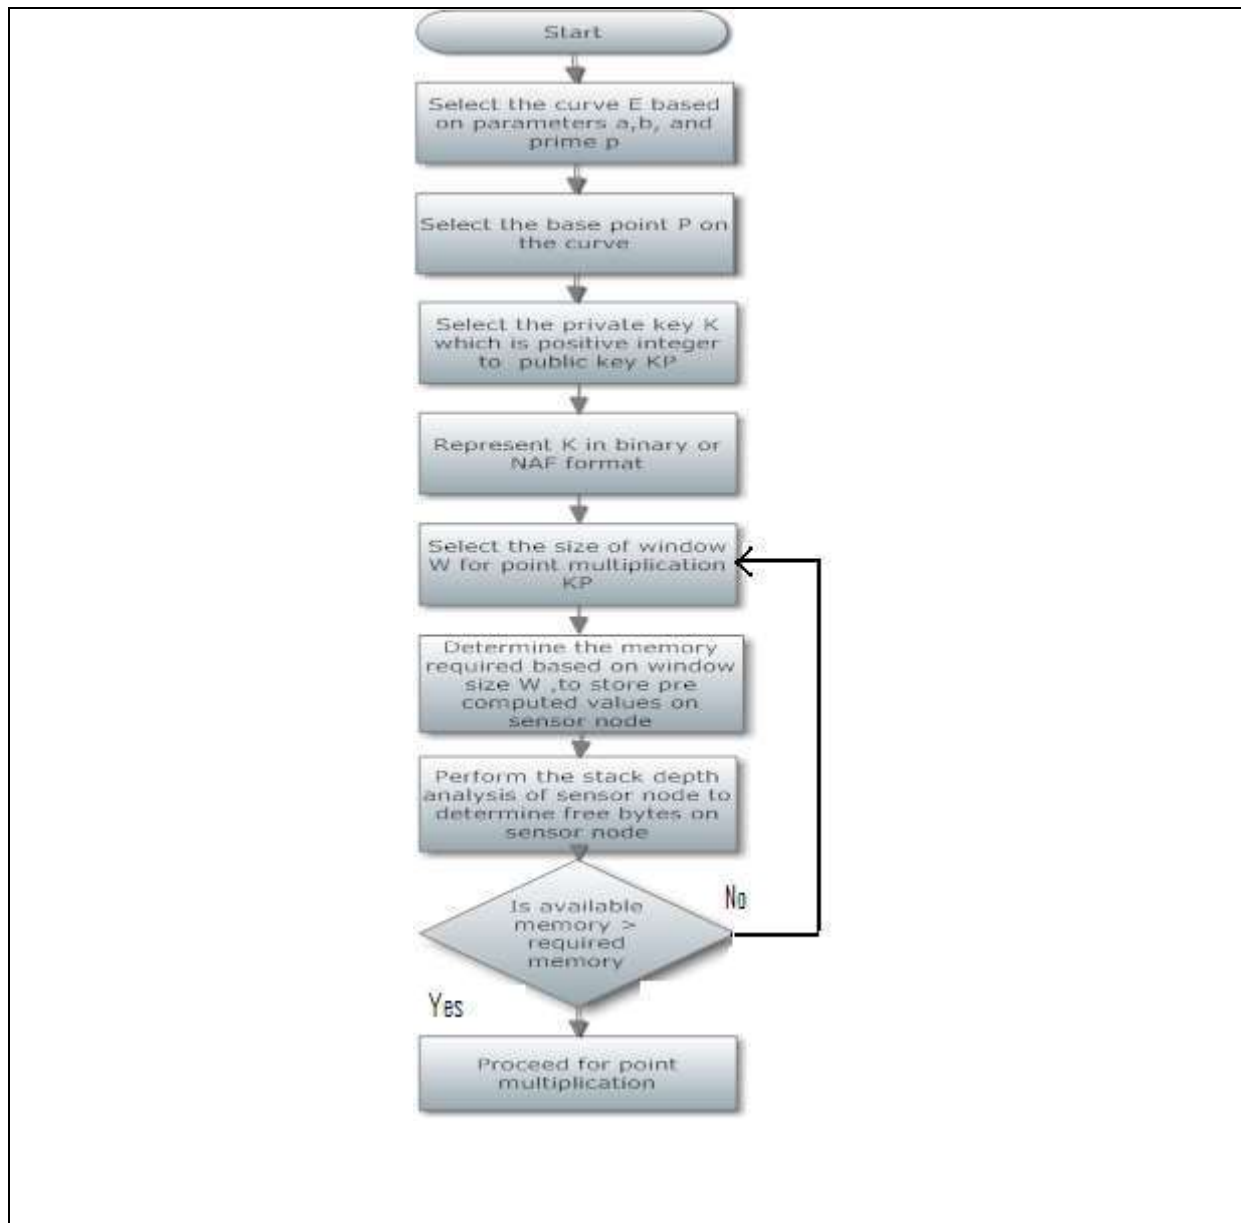 Start
Select the curve E based
on parameters a,b, and
prime p
Select the base point P on
the curve
Select the private key K
which is positive integer
to public key KP
Represent K in binary or
NAF format
Select the size of window
W for point multiplication
KP
Determine the memory
required based on window
size W ,to store pre
computed values on
sensor node
Perform the stack depth
analysis of sensor node to
determine free bytes on
sensor node
Is available
memory >
required
memory
No
Yes
Proceed for point
multiplication